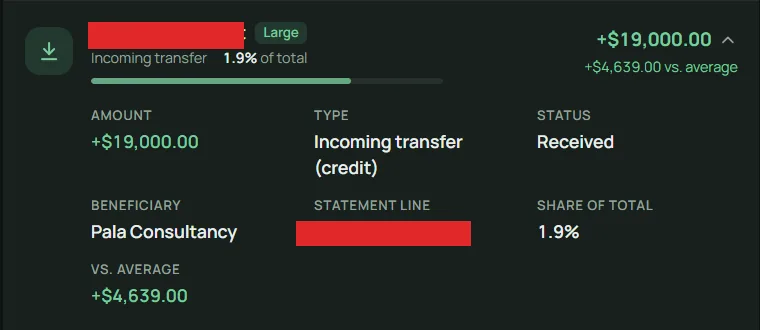 Large
+$19,000.00
Incoming transfer 1.9% of total
+$4,639.00 vs. average
AMOUNT TYPE STATUS
+$19,000.00 Incoming transfer Received
(credit)
BENEFICIARY STATEMENT LINE SHARE OF TOTAL
Pala Consultancy 1.9%
VS. AVERAGE
+$4,639.00